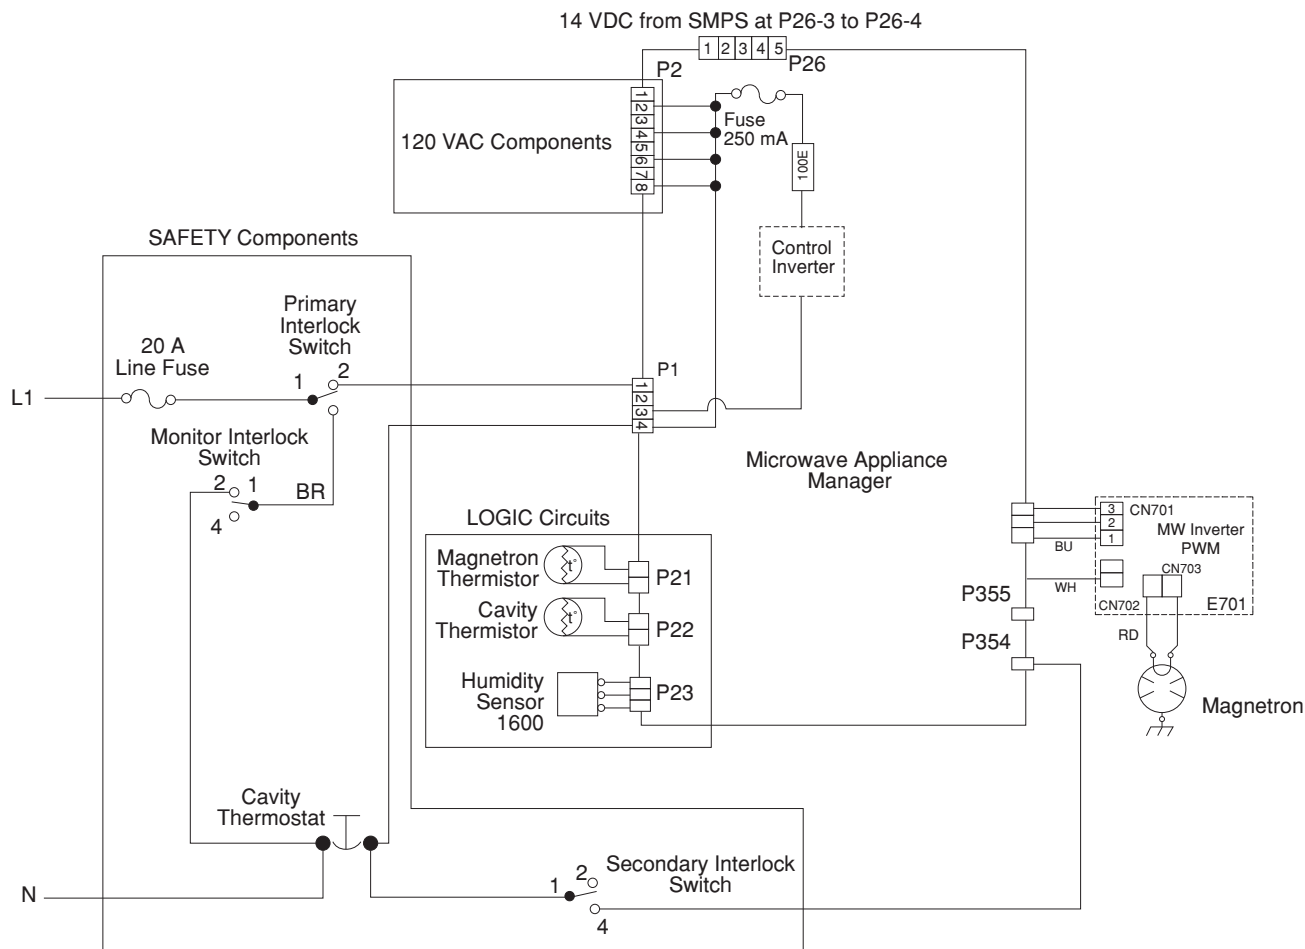 14 VDC from SMPS at P26-3 to P26-4
1 2 3 4 5
P26
P2
1
2
3
4
5
6
7
8
120 VAC Components
Fuse
250 mA
100E
Control
Inverter
SAFETY Components
Primary
Interlock
Switch
20 A
Line Fuse
1
2
L1
P1
1
2
3
4
Monitor Interlock
Switch
2
1
4
BR
Microwave Appliance
Manager
LOGIC Circuits
Magnetron
Thermistor
t°
P21
Cavity
Thermistor
t°
P22
Humidity
Sensor
1600
P23
3
2
1
CN701
MW Inverter
PWM
BU
WH
CN703
CN702
E701
P355
P354
RD
Magnetron
Cavity
Thermostat
N
Secondary Interlock
Switch
1
2
4